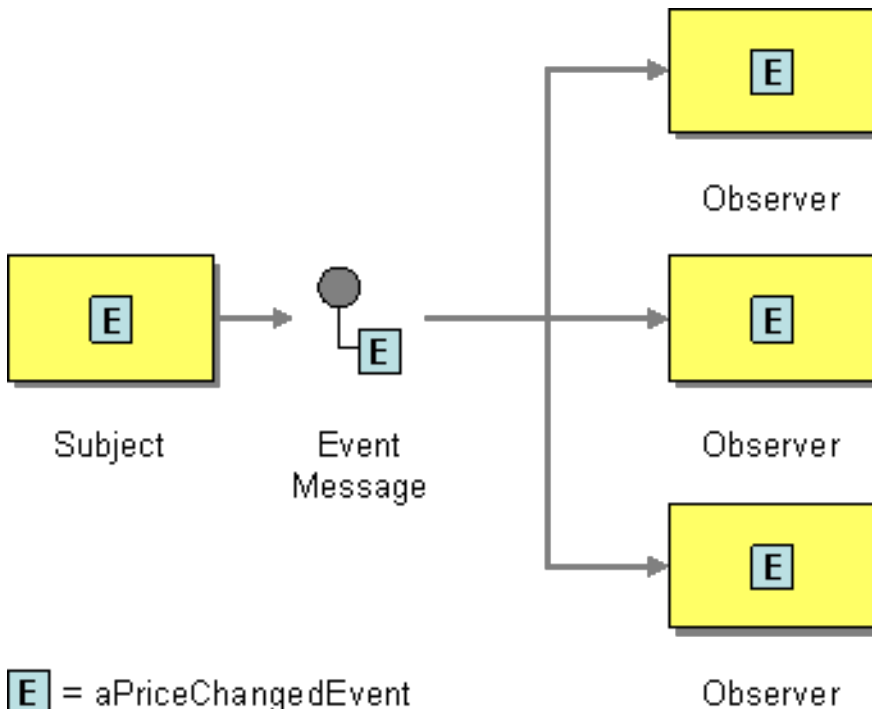 E
Observer
E
E
E
Subject
Event
Message
Observer
E
E = aPriceChangedEvent
Observer